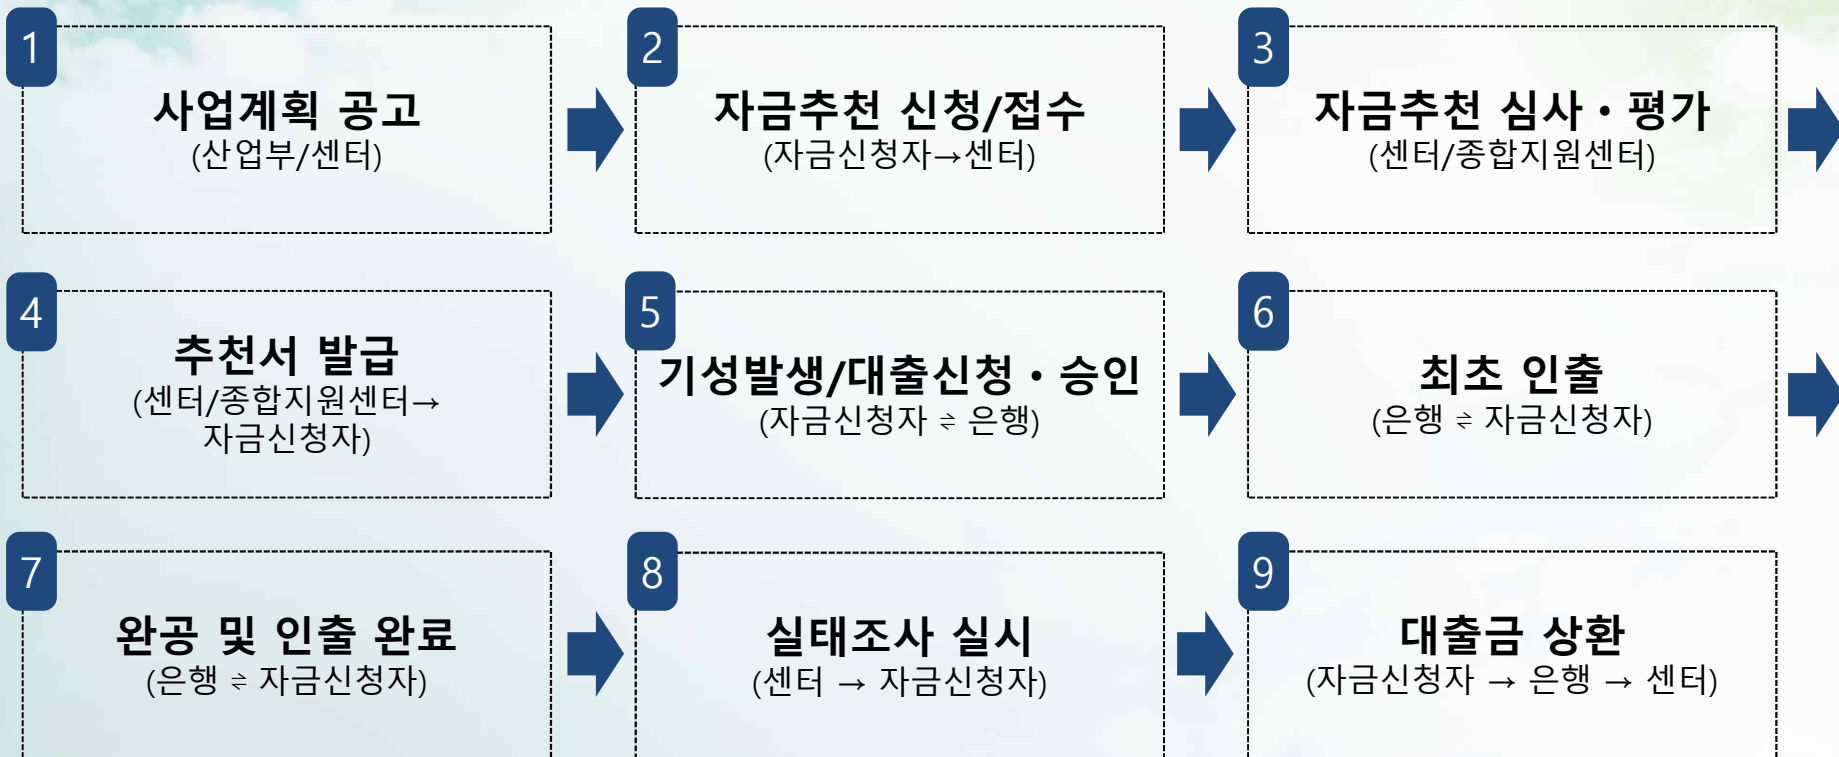 1
사업계획 공고
(산업부/센터)
2
자금추천 신청/접수
(자금신청자→센터)
3
자금추천 심사・평가
(센터/종합지원센터)
4
추천서 발급
(센터/종합지원센터→
자금신청자)
5
기성발생/대출신청・승인
(자금신청자 ⇌ 은행)
6
최초 인출
(은행 ⇌ 자금신청자)
7
완공 및 인출 완료
(은행 ⇌ 자금신청자)
8
실태조사 실시
(센터 → 자금신청자)
9
대출금 상환
(자금신청자 → 은행 → 센터)